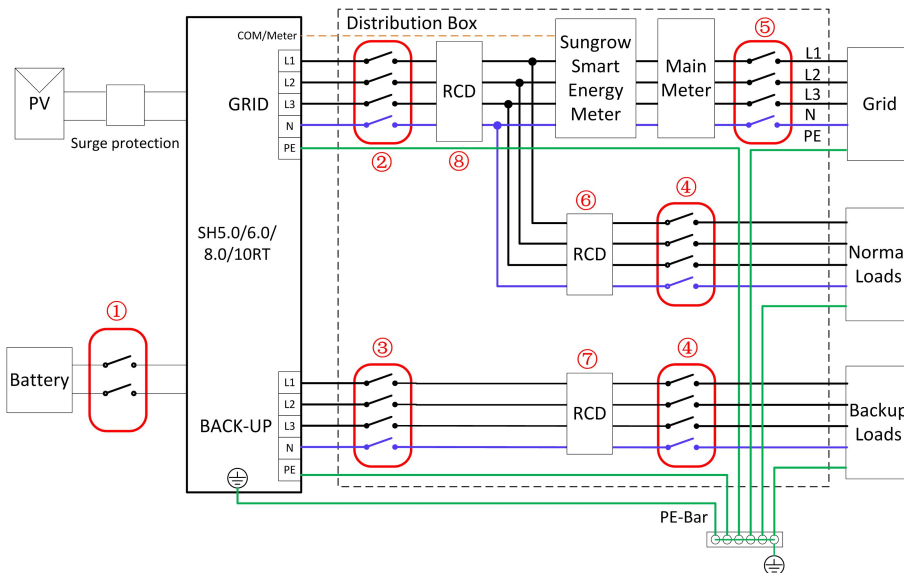 Distribution Box
COM/Meter
L1
L2
L3
N
PE
GRID
②
RCD
⑧
Sungrow
Smart
Energy
Meter
Main
Meter
⑤
L1
L2
L3
N
PE
Grid
PV
Surge protection
SH5.0/6.0/
8.0/10RT
⑥
RCD
④
Normal
Loads
①
Battery
③
⑦
RCD
④
L1
L2
L3
N
PE
BACK-UP
Backup
Loads
PE-Bar